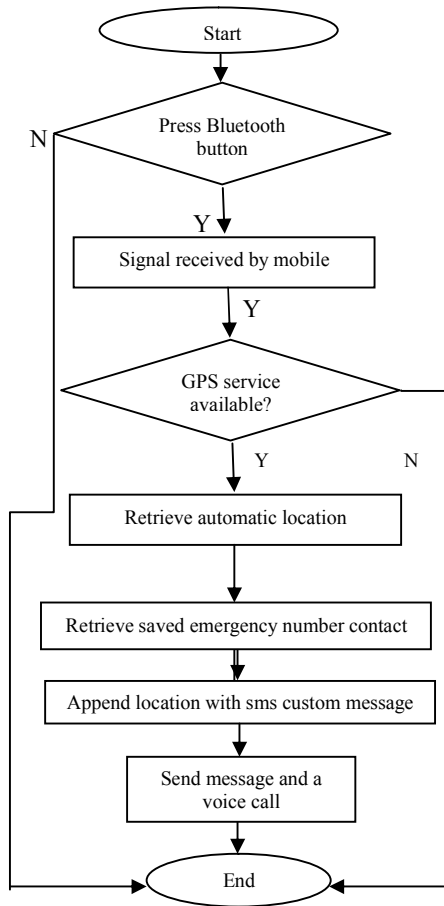 Start
Press Bluetooth
button
N
Y
Signal received by mobile
Y
GPS service
available?
Y
N
Retrieve automatic location
Retrieve saved emergency number contact
Append location with sms custom message
Send message and a
voice call
End